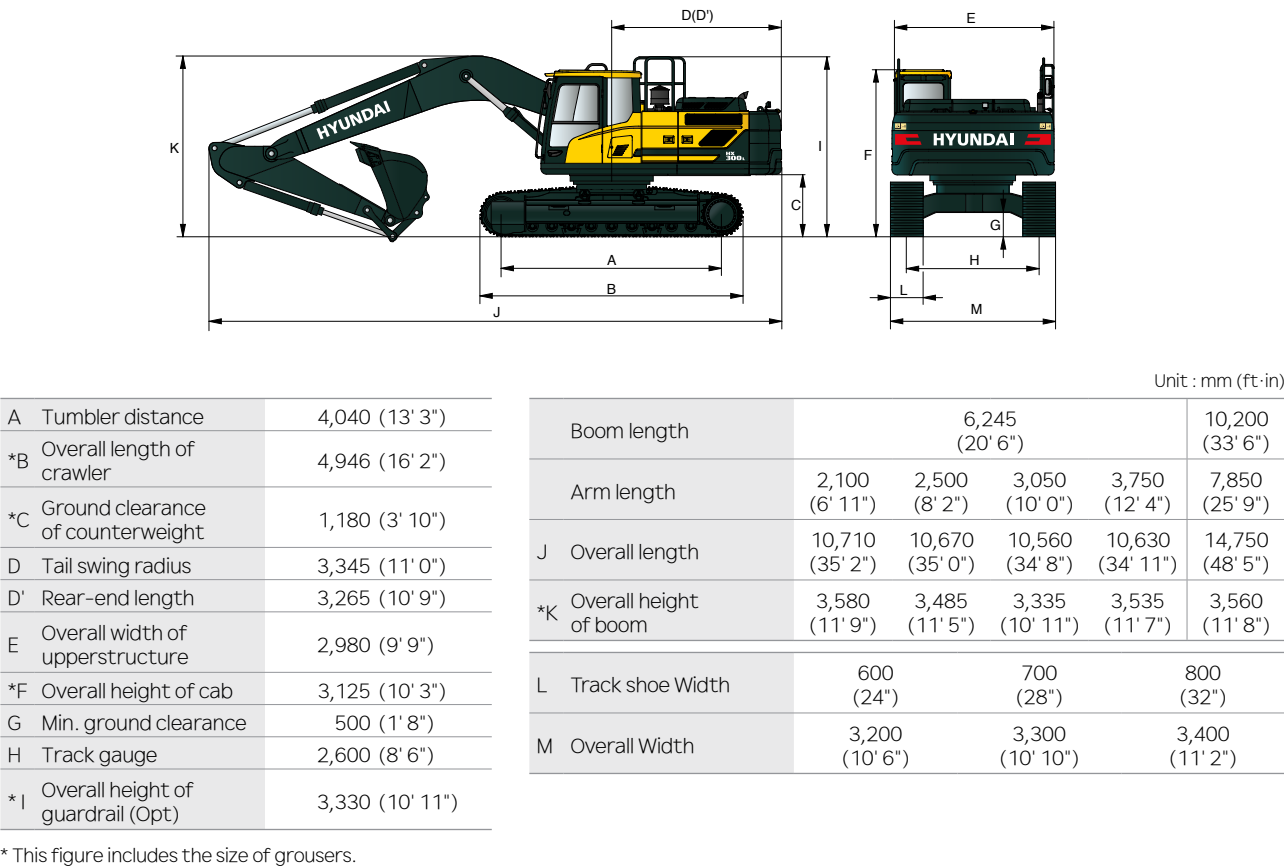 D(D')
E
K
HYUNDAI
I
F
HYUNDAI
HX
300L
C
G
A
H
B
L
J
M
Unit : mm (ft·in)
A Tumbler distance 4,040 (13' 3")
*B Overall length of
crawler 4,946 (16' 2")
*C Ground clearance
of counterweight 1,180 (3' 10")
D Tail swing radius 3,345 (11' 0")
D' Rear-end length 3,265 (10' 9")
E Overall width of
upperstructure 2,980 (9' 9")
*F Overall height of cab 3,125 (10' 3")
G Min. ground clearance 500 (1' 8")
H Track gauge 2,600 (8' 6")
* I Overall height of
guardrail (Opt) 3,330 (10' 11")
Boom length 6,245 10,200
(20' 6") (33' 6")
Arm length 2,100 2,500 3,050 3,750 7,850
(6' 11") (8' 2") (10' 0") (12' 4") (25' 9")
J Overall length 10,710 10,670 10,560 10,630 14,750
(35' 2") (35' 0") (34' 8") (34' 11") (48' 5")
*K Overall height
of boom 3,580 3,485 3,335 3,535 3,560
(11' 9") (11' 5") (10' 11") (11' 7") (11' 8")
L Track shoe Width 600 700 800
(24") (28") (32")
M Overall Width 3,200 3,300 3,400
(10' 6") (10' 10") (11' 2")
* This figure includes the size of grousers.